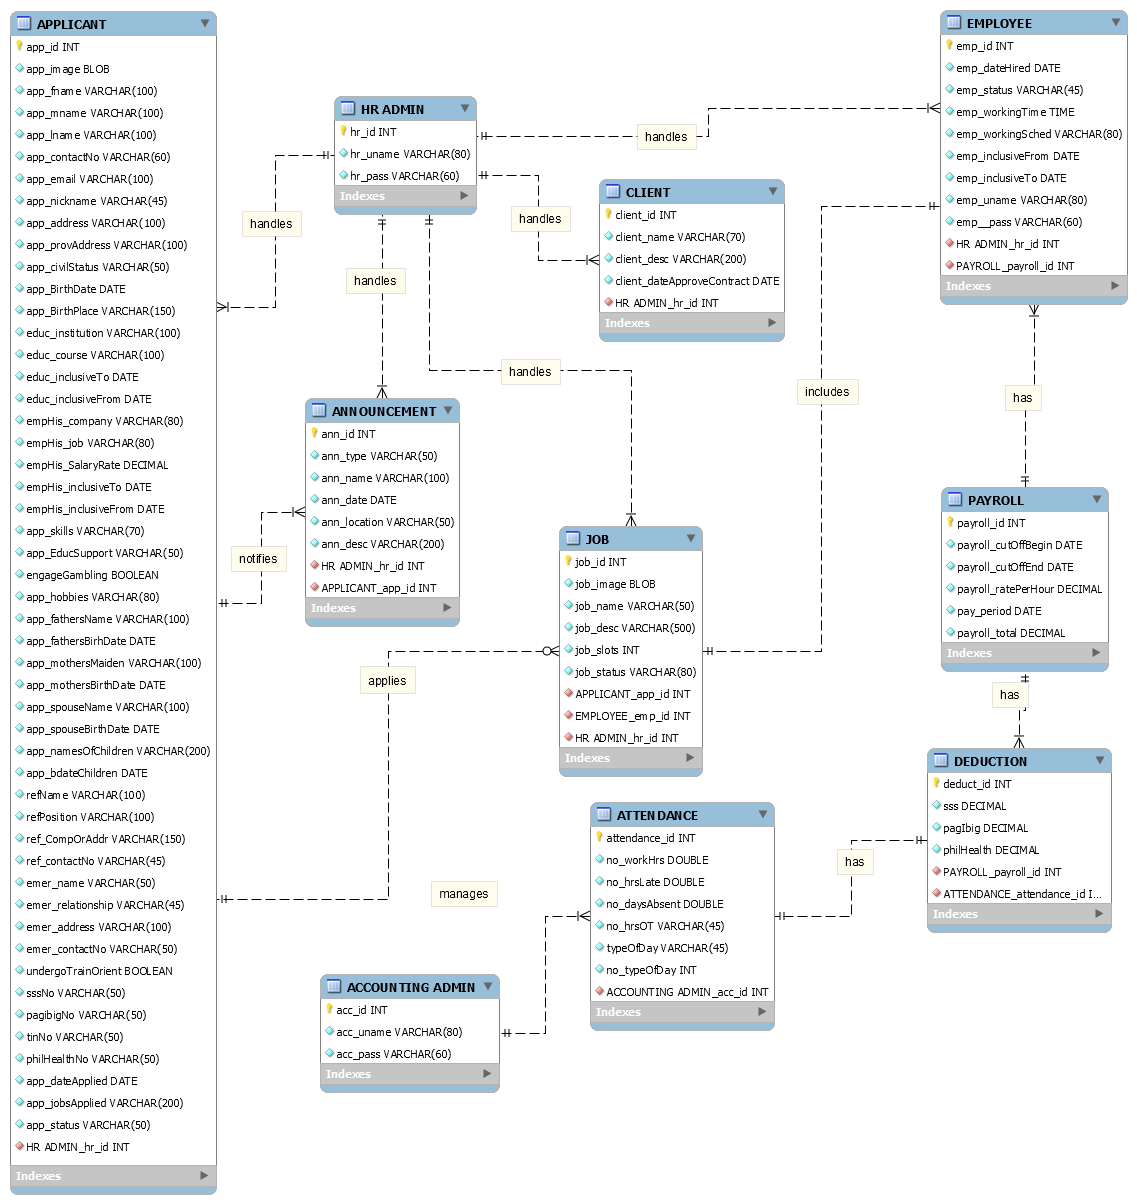 APPLICANT
app_id INT
app_image BLOB
app_fname VARCHAR(100)
app_mname VARCHAR(100)
app_lname VARCHAR(100)
app_contactNo VARCHAR(60)
app_email VARCHAR(100)
app_nickname VARCHAR(45)
app_address VARCHAR(100)
app_provAddress VARCHAR(100)
app_civilStatus VARCHAR(50)
app_BirthDate DATE
app_BirthPlace VARCHAR(150)
educ_institution VARCHAR(100)
educ_course VARCHAR(100)
educ_inclusiveTo DATE
educ_inclusiveFrom DATE
empHis_company VARCHAR(80)
empHis_job VARCHAR(80)
empHis_SalaryRate DECIMAL
empHis_inclusiveTo DATE
empHis_inclusiveFrom DATE
app_skills VARCHAR(70)
app_EducSupport VARCHAR(50)
engageGambling BOOLEAN
app_hobbies VARCHAR(80)
app_fathersName VARCHAR(100)
app_fathersBirhDate DATE
app_mothersMaiden VARCHAR(100)
app_mothersBirthDate DATE
app_spouseName VARCHAR(100)
app_spouseBirthDate DATE
app_namesOfChildren VARCHAR(200)
app_bdateChildren DATE
refName VARCHAR(100)
refPosition VARCHAR(100)
ref_CompOrAddr VARCHAR(150)
ref_contactNo VARCHAR(45)
emer_name VARCHAR(50)
emer_relationship VARCHAR(45)
emer_address VARCHAR(100)
emer_contactNo VARCHAR(50)
undergoTrainOrient BOOLEAN
sssNo VARCHAR(50)
pagibigNo VARCHAR(50)
tinNo VARCHAR(50)
philHealthNo VARCHAR(50)
app_dateApplied DATE
app_jobsApplied VARCHAR(200)
app_status VARCHAR(50)
HR ADMIN_hr_id INT
Indexes
HR ADMIN
hr_id INT
hr_uname VARCHAR(80)
hr_pass VARCHAR(60)
Indexes
handles
handles
handles
handles
handles
CLIENT
client_id INT
client_name VARCHAR(70)
client_desc VARCHAR(200)
client_dateApproveContract DATE
HR ADMIN_hr_id INT
Indexes
EMPLOYEE
emp_id INT
emp_dateHired DATE
emp_status VARCHAR(45)
emp_workingTime TIME
emp_workingSched VARCHAR(80)
emp_inclusiveFrom DATE
emp_inclusiveTo DATE
emp_uname VARCHAR(80)
emp__pass VARCHAR(60)
HR ADMIN_hr_id INT
PAYROLL_payroll_id INT
Indexes
includes
has
ANNOUNCEMENT
ann_id INT
ann_type VARCHAR(50)
ann_name VARCHAR(100)
ann_date DATE
ann_location VARCHAR(50)
ann_desc VARCHAR(200)
HR ADMIN_hr_id INT
APPLICANT_app_id INT
Indexes
notifies
JOB
job_id INT
job_image BLOB
job_name VARCHAR(50)
job_desc VARCHAR(500)
job_slots INT
job_status VARCHAR(80)
APPLICANT_app_id INT
EMPLOYEE_emp_id INT
HR ADMIN_hr_id INT
Indexes
applies
PAYROLL
payroll_id INT
payroll_cutOffBegin DATE
payroll_cutOffEnd DATE
payroll_ratePerHour DECIMAL
pay_period DATE
payroll_total DECIMAL
Indexes
has
DEDUCTION
deduct_id INT
sss DECIMAL
pagIbig DECIMAL
philHealth DECIMAL
PAYROLL_payroll_id INT
ATTENDANCE_attendance_id I...
Indexes
has
ATTENDANCE
attendance_id INT
no_workHrs DOUBLE
no_hrsLate DOUBLE
no_daysAbsent DOUBLE
no_hrsOT VARCHAR(45)
typeOfDay VARCHAR(45)
no_typeOfDay INT
ACCOUNTING ADMIN_acc_id INT
Indexes
manages
ACCOUNTING ADMIN
acc_id INT
acc_uname VARCHAR(80)
acc_pass VARCHAR(60)
Indexes